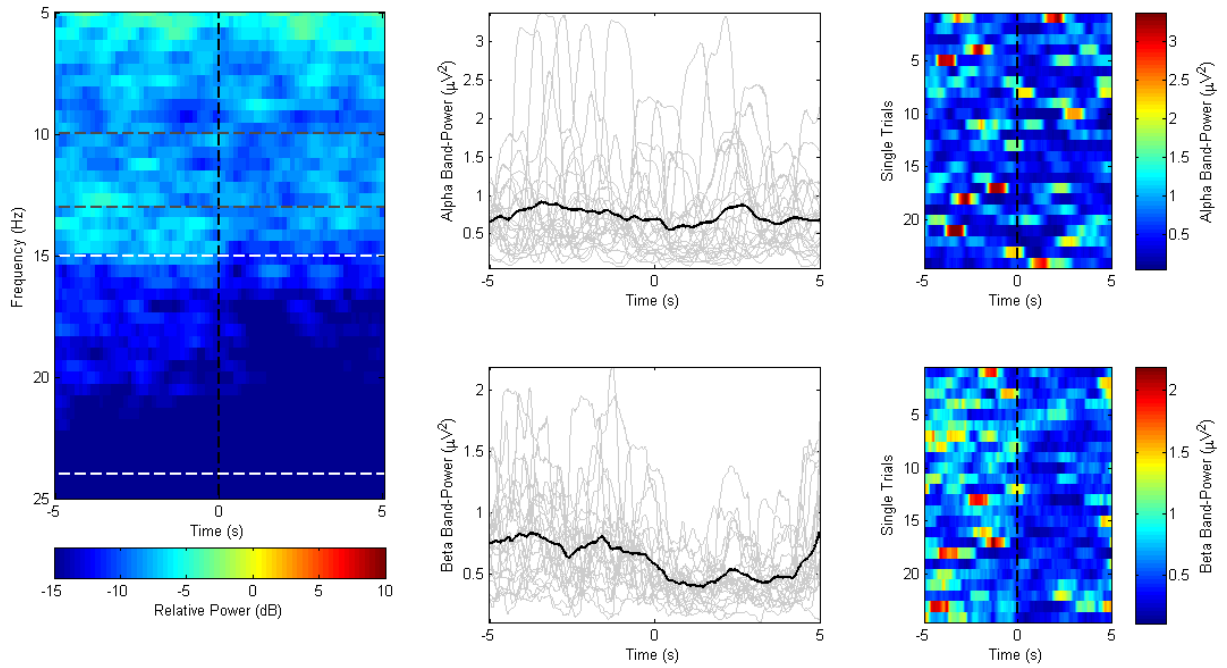 5
10
15
20
25
Frequency (Hz)
-5 0 5
Time (s)
-15 -10 -5 0 5 10
Relative Power (dB)
3
2.5
2
1.5
1
0.5
Alpha Band-Power (µV²)
-5 0 5
Time (s)
5
10
15
20
Single Trials
-5 0 5
Time (s)
3
2.5
2
1.5
1
0.5
Alpha Band-Power (µV²)
2
1.5
1
0.5
Beta Band-Power (µV²)
-5 0 5
Time (s)
5
10
15
20
Single Trials
-5 0 5
Time (s)
2
1.5
1
0.5
Beta Band-Power (µV²)